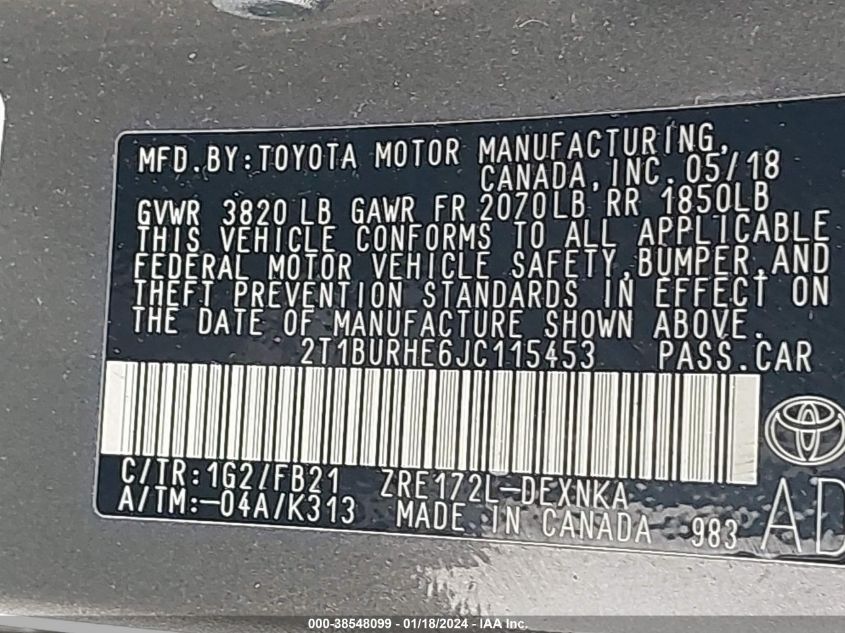 MFD.BY:TOYOTA MOTOR MANUFACTURING,
CANADA,INC.05/18
GVWR 3820 LB GAWR FR 2070LB RR 1850LB
THIS VEHICLE CONFORMS TO ALL APPLICABLE
FEDERAL MOTOR VEHICLE SAFETY,BUMPER,AND
THEFT PREVENTION STANDARDS IN EFFECT ON
THE DATE OF MANUFACTURE SHOWN ABOVE.
2T1BURHE6JC115453 PASS.CAR
C/TR:1G2/FB21 ZRE172L-DEXNKA
A/TM:-04A/K313 MADE IN CANADA 983 AD
000-38548099 - 01/18/2024 - IAA Inc.